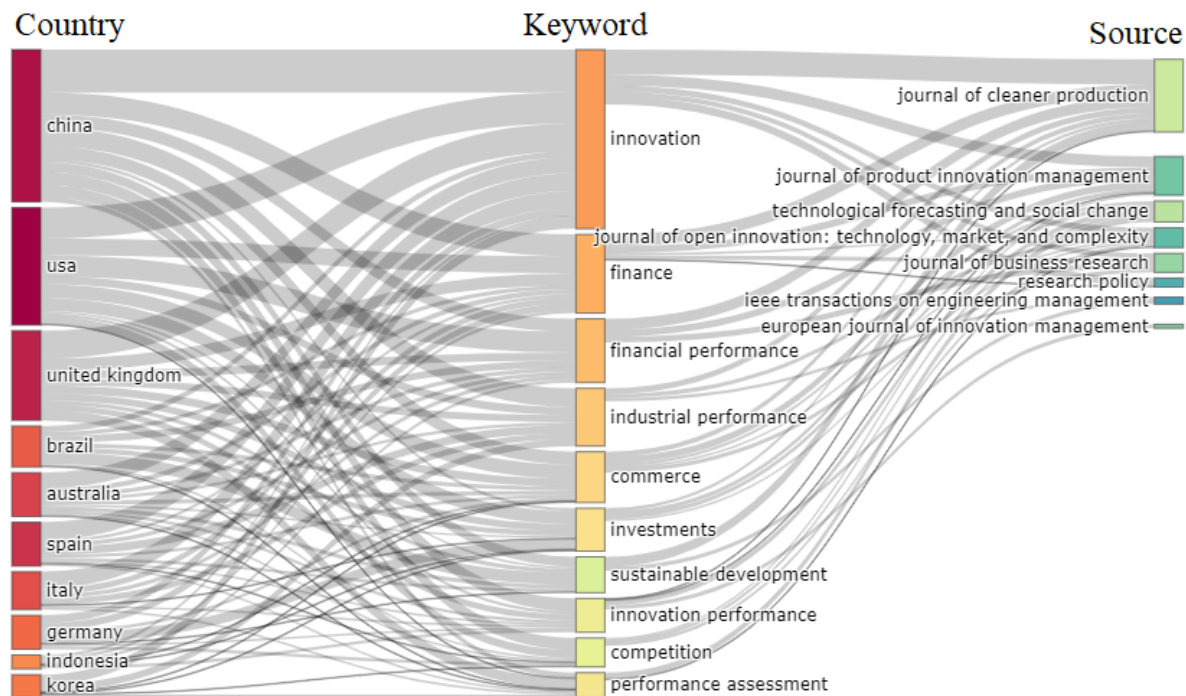 Country
Keyword
Source
china
usa
united kingdom
brazil
australia
spain
italy
germany
indonesia
korea
innovation
finance
financial performance
industrial performance
commerce
investments
sustainable development
innovation performance
competition
performance assessment
journal of cleaner production
journal of product innovation management
technological forecasting and social change
journal of open innovation: technology, market, and complexity
journal of business research
research policy
ieee transactions on engineering management
european journal of innovation management